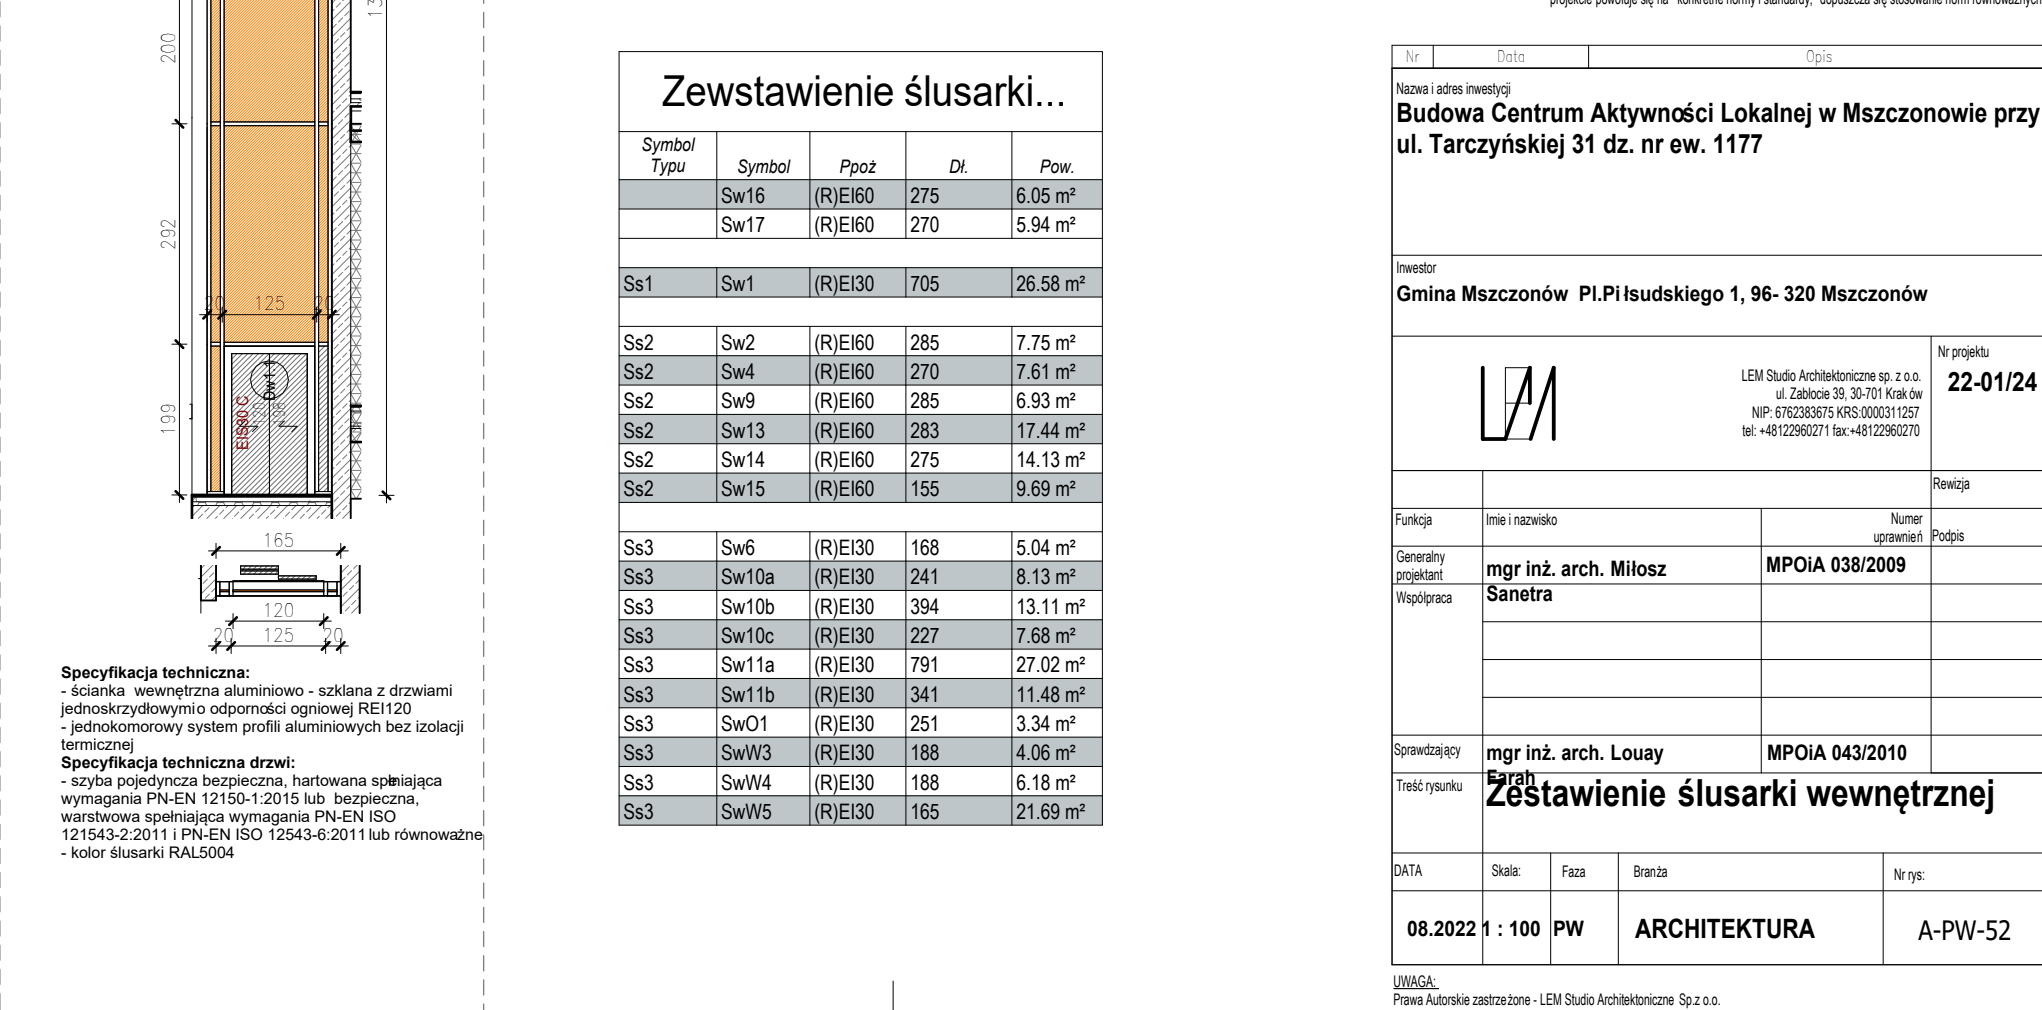 projekcie powołuje się na konkretne normy i standardy, dopuszcza się stosowanie norm równoważnych
200
292
20 125 20
199
Dw11
EIS30 C
165
120
20 125 20
Specyfikacja techniczna:
- ścianka wewnętrzna aluminiowo - szklana z drzwiami
jednoskrzydłowymi o odporności ogniowej REI120
- jednokomorowy system profili aluminiowych bez izolacji
termicznej
Specyfikacja techniczna drzwi:
- szyba pojedyncza bezpieczna, hartowana spełniająca
wymagania PN-EN 12150-1:2015 lub bezpieczna,
warstwowa spełniająca wymagania PN-EN ISO
121543-2:2011 i PN-EN ISO 12543-6:2011 lub równoważne
- kolor ślusarki RAL5004
Zewstawienie ślusarki...
Symbol Typu Symbol Ppoż Dł. Pow.
Sw16 (R)EI60 275 6.05 m²
Sw17 (R)EI60 270 5.94 m²
Ss1 Sw1 (R)EI30 705 26.58 m²
Ss2 Sw2 (R)EI60 285 7.75 m²
Ss2 Sw4 (R)EI60 270 7.61 m²
Ss2 Sw9 (R)EI60 285 6.93 m²
Ss2 Sw13 (R)EI60 283 17.44 m²
Ss2 Sw14 (R)EI60 275 14.13 m²
Ss2 Sw15 (R)EI60 155 9.69 m²
Ss3 Sw6 (R)EI30 168 5.04 m²
Ss3 Sw10a (R)EI30 241 8.13 m²
Ss3 Sw10b (R)EI30 394 13.11 m²
Ss3 Sw10c (R)EI30 227 7.68 m²
Ss3 Sw11a (R)EI30 791 27.02 m²
Ss3 Sw11b (R)EI30 341 11.48 m²
Ss3 SwO1 (R)EI30 251 3.34 m²
Ss3 SwW3 (R)EI30 188 4.06 m²
Ss3 SwW4 (R)EI30 188 6.18 m²
Ss3 SwW5 (R)EI30 165 21.69 m²
Nr Data Opis
Nazwa i adres inwestycji
Budowa Centrum Aktywności Lokalnej w Mszczonowie przy
ul. Tarczyńskiej 31 dz. nr ew. 1177
Inwestor
Gmina Mszczonów Pl.Piłsudskiego 1, 96- 320 Mszczonów
LEM
LEM Studio Architektoniczne sp. z o.o.
ul. Zabłocie 39, 30-701 Kraków
NIP: 6762383675 KRS:0000311257
tel: +48122960271 fax:+48122960270
Nr projektu
22-01/24
Rewizja
Funkcja Imie i nazwisko Numer uprawnień Podpis
Generalny projektant mgr inż. arch. Miłosz Sanetra MPOiA 038/2009
Współpraca
Sprawdzający mgr inż. arch. Louay Farah MPOiA 043/2010
Treść rysunku Zestawienie ślusarki wewnętrznej
DATA Skala: Faza Branża Nr rys:
08.2022 1 : 100 PW ARCHITEKTURA A-PW-52
UWAGA:
Prawa Autorskie zastrzeżone - LEM Studio Architektoniczne Sp.z o.o.